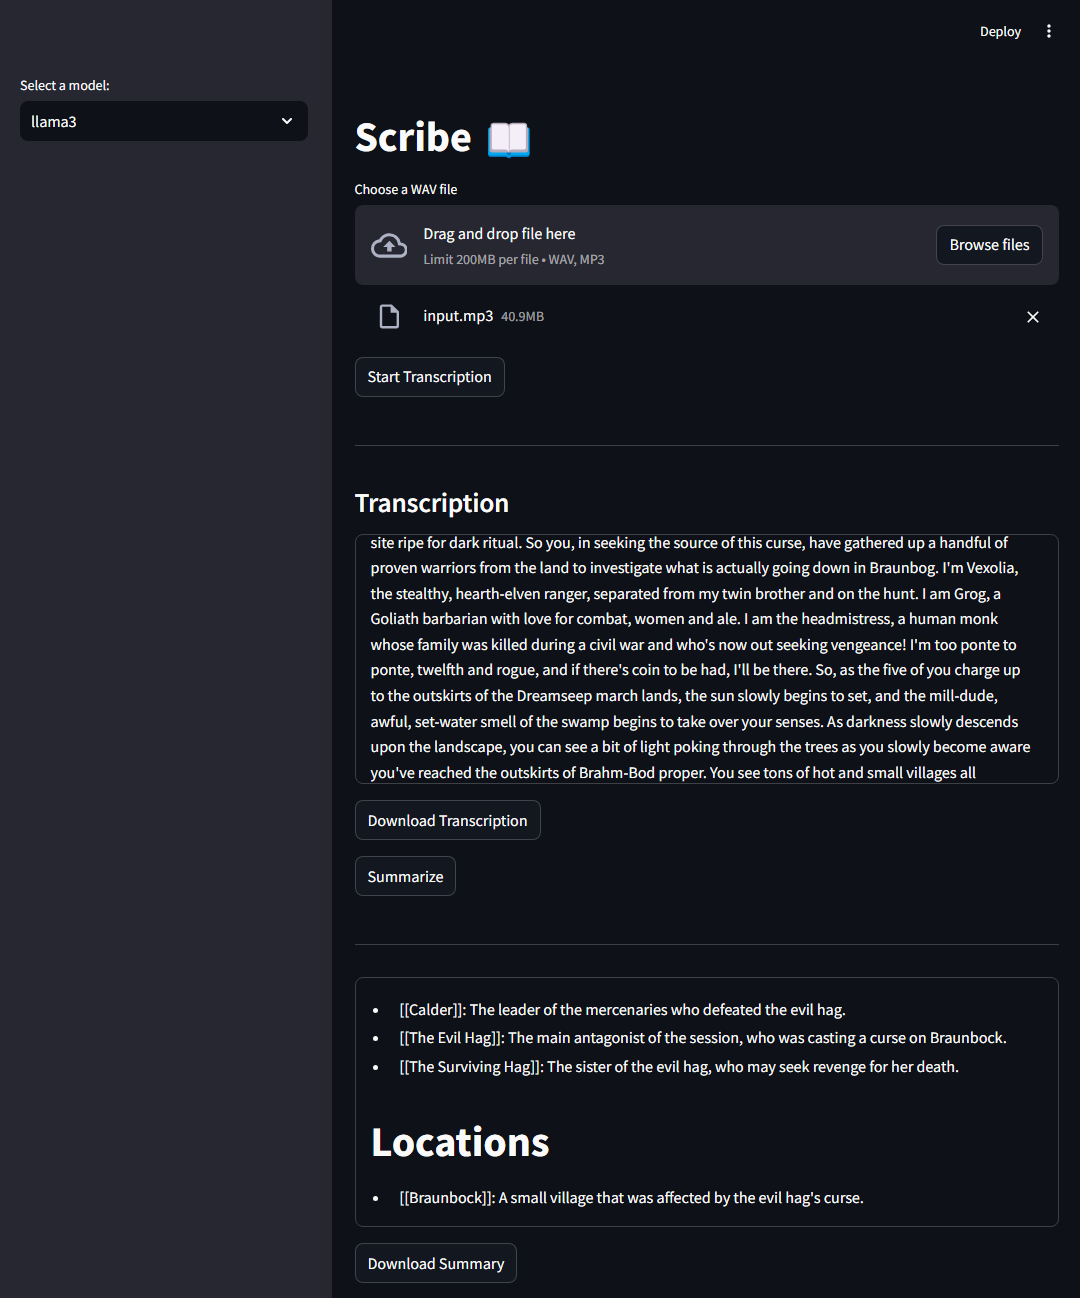 Deploy
Select a model:
llama3
Scribe
Choose a WAV file
Drag and drop file here
Limit 200MB per file • WAV, MP3
Browse files
input.mp3 40.9MB
Start Transcription
Transcription
site ripe for dark ritual. So you, in seeking the source of this curse, have gathered up a handful of
proven warriors from the land to investigate what is actually going down in Braunbog. I'm Vexolia,
the stealthy, hearth-elven ranger, separated from my twin brother and on the hunt. I am Grog, a
Goliath barbarian with love for combat, women and ale. I am the headmistress, a human monk
whose family was killed during a civil war and who's now out seeking vengeance! I'm too ponte to
ponte, twelfth and rogue, and if there's coin to be had, I'll be there. So, as the five of you charge up
to the outskirts of the Dreamseep march lands, the sun slowly begins to set, and the mill-dude,
awful, set-water smell of the swamp begins to take over your senses. As darkness slowly descends
upon the landscape, you can see a bit of light poking through the trees as you slowly become aware
you've reached the outskirts of Brahm-Bod proper. You see tons of hot and small villages all
Download Transcription
Summarize
• [[Calder]]: The leader of the mercenaries who defeated the evil hag.
• [[The Evil Hag]]: The main antagonist of the session, who was casting a curse on Braunbock.
• [[The Surviving Hag]]: The sister of the evil hag, who may seek revenge for her death.
Locations
• [[Braunbock]]: A small village that was affected by the evil hag's curse.
Download Summary